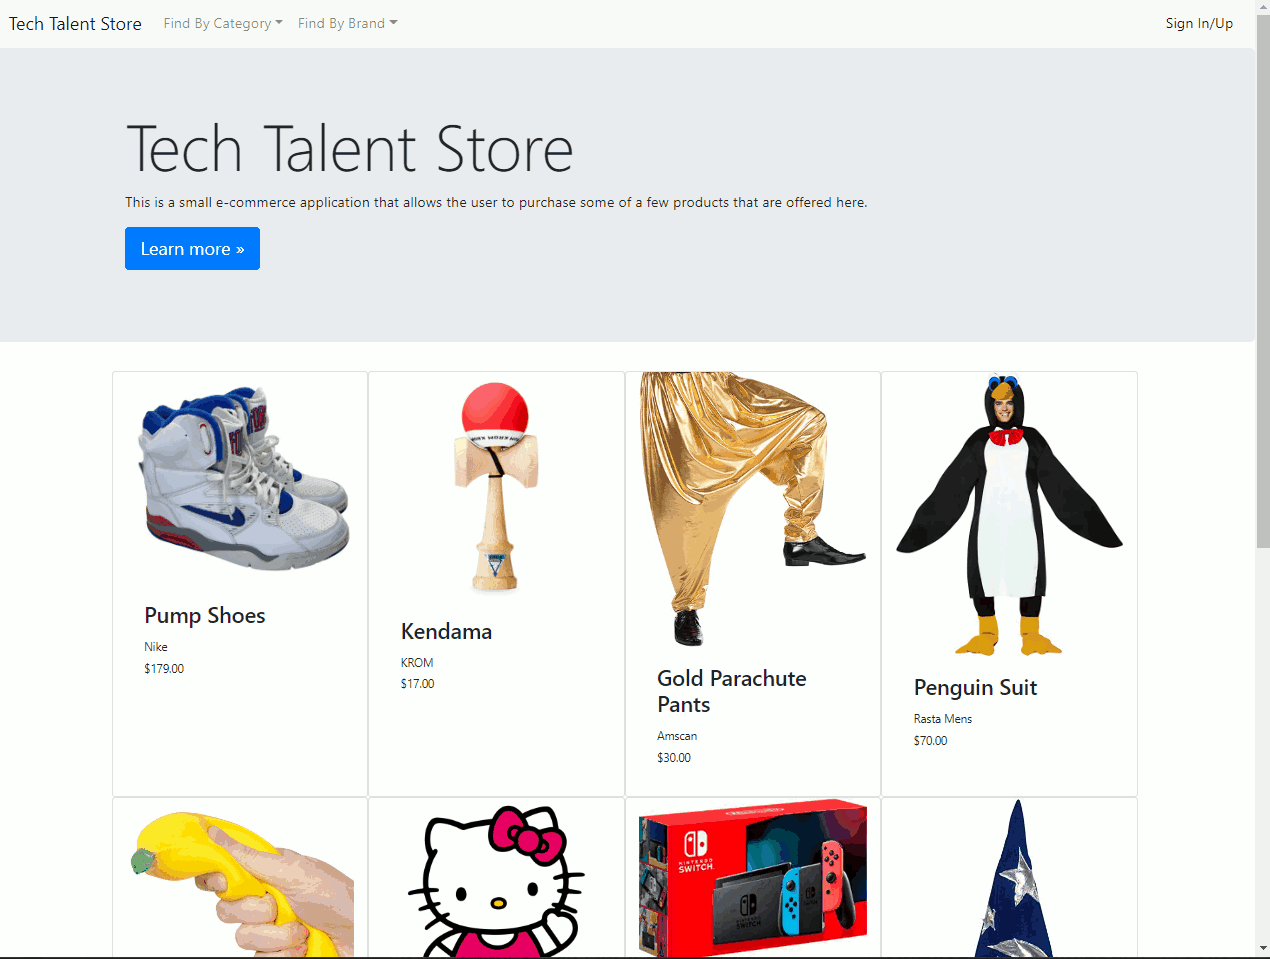 Tech Talent Store Find By Category Find By Brand Sign In/Up
Tech Talent Store
This is a small e-commerce application that allows the user to purchase some of a few products that are offered here.
Learn more »
Pump Shoes
Nike
$179.00
Kendama
KROM
$17.00
Gold Parachute
Pants
Amscan
$30.00
Penguin Suit
Rasta Mens
$70.00
NINTENDO
SWITCH